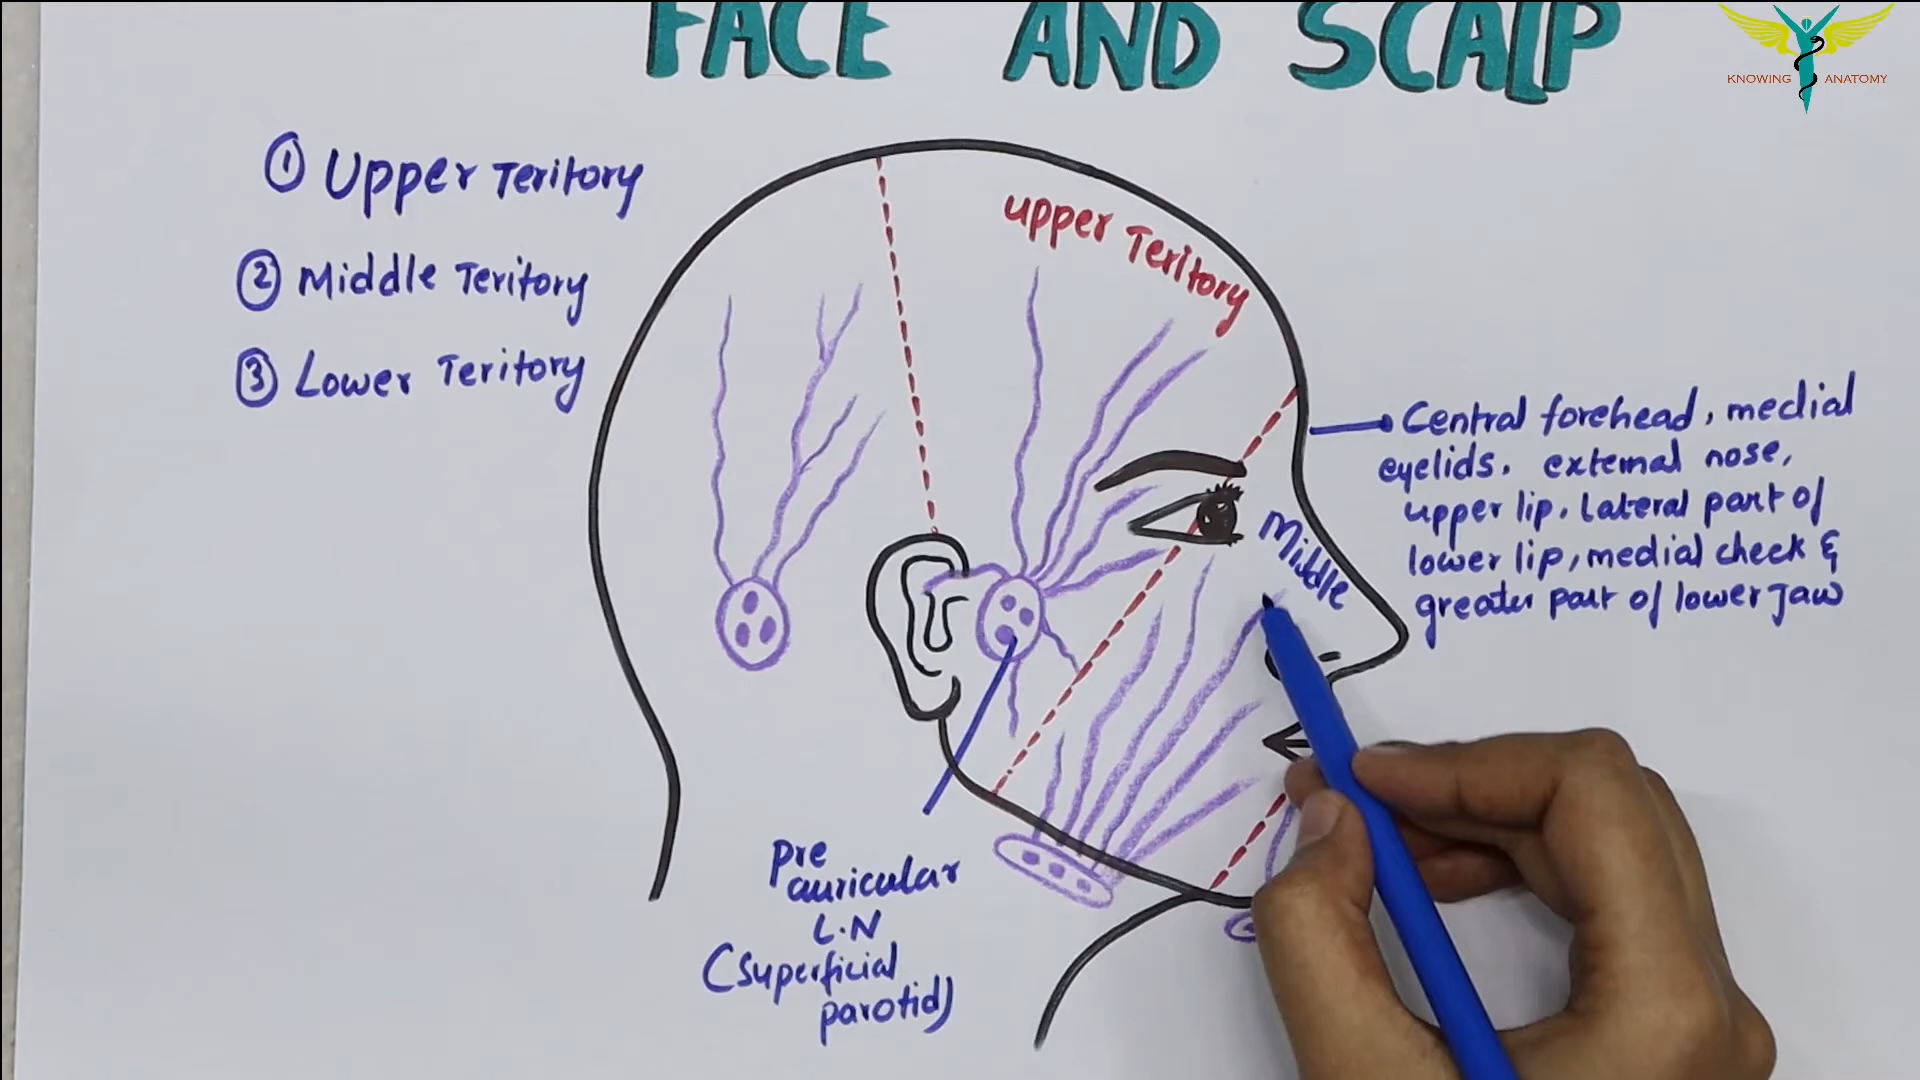 FACE AND SCALP
KNOWING ANATOMY
① Upper Teritory
② Middle Teritory
③ Lower Teritory
upper Teritory
Middle
Central forehead, medial
eyelids, external nose,
upper lip, lateral part of
lower lip, medial check &
greater part of lower Jaw
Pre
auricular
L.N
(superficial
parotid)